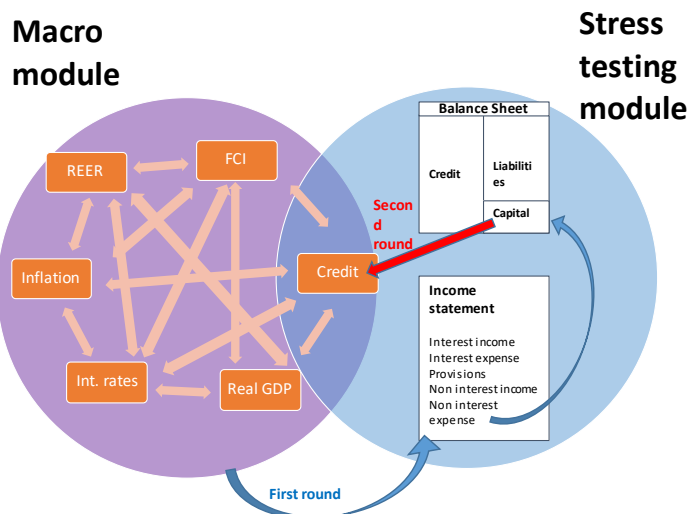 Macro
module
Stress
testing
module
REER
FCI
Inflation
Credit
Int. rates
Real GDP
Balance Sheet
Credit
Liabiliti
es
Capital
Secon
d
round
Income
statement
Interest income
Interest expense
Provisions
Non interest income
Non interest
expense
First round